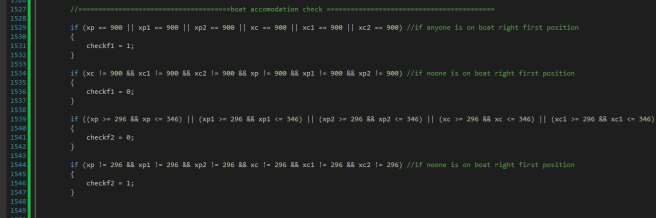 1527 //======================================boat accomodation check ==========================================
1528
1529 if (xp == 900 || xp1 == 900 || xp2 == 900 || xc == 900 || xc1 == 900 || xc2 == 900) //if anyone is on boat right first position
1530 {
1531 checkf1 = 1;
1532 }
1533
1534 if (xc != 900 && xc1 != 900 && xc2 != 900 && xp != 900 && xp1 != 900 && xp2 != 900) //if noone is on boat right first position
1535 {
1536 checkf1 = 0;
1537 }
1538
1539 if ((xp >= 296 && xp <= 346) || (xp1 >= 296 && xp1 <= 346) || (xp2 >= 296 && xp2 <= 346) || (xc >= 296 && xc <= 346) || (xc1 >= 296 && xc1 <= 346)
1540 {
1541 checkf2 = 0;
1542 }
1543
1544 if (xp != 296 && xp1 != 296 && xp2 != 296 && xc != 296 && xc1 != 296 && xc2 != 296) //if noone is on boat right first position
1545 {
1546 checkf2 = 1;
1547 }
1548
1549